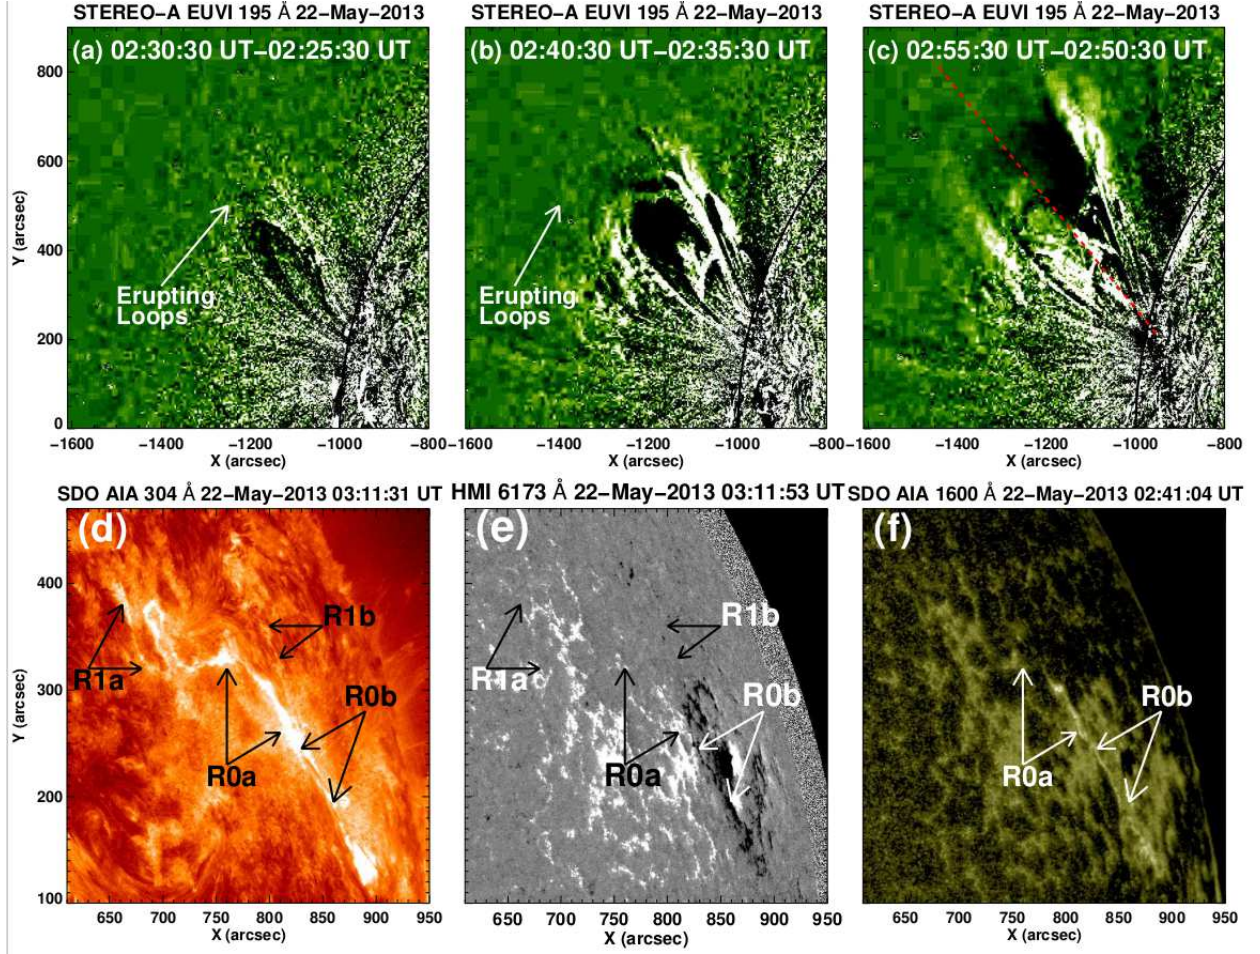 STEREO−A EUVI 195 Å 22−May−2013
STEREO−A EUVI 195 Å 22−May−2013
STEREO−A EUVI 195 Å 22−May−2013
(a) 02:30:30 UT−02:25:30 UT
(b) 02:40:30 UT−02:35:30 UT
(c) 02:55:30 UT−02:50:30 UT
800
600
400
200
0
Y (arcsec)
Erupting
Loops
Erupting
Loops
−1600 −1400 −1200 −1000 −800
−1600 −1400 −1200 −1000 −800
−1600 −1400 −1200 −1000 −800
X (arcsec)
X (arcsec)
X (arcsec)
SDO AIA 304 Å 22−May−2013 03:11:31 UT
HMI 6173 Å 22−May−2013 03:11:53 UT
SDO AIA 1600 Å 22−May−2013 02:41:04 UT
(d)
(e)
(f)
400
300
200
100
Y (arcsec)
R1b
R1a
R0b
R0a
R1b
R1a
R0b
R0a
R0b
R0a
650 700 750 800 850 900 950
650 700 750 800 850 900 950
650 700 750 800 850 900 950
X (arcsec)
X (arcsec)
X (arcsec)